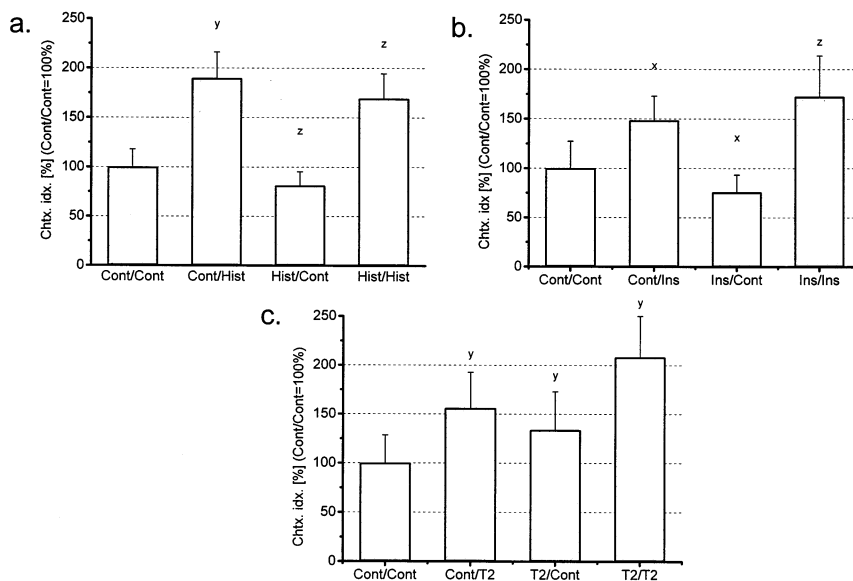 a.
Chtx. idx. [%] (Cont/Cont=100%)
250
200
150
100
50
0
y
z
z
Cont/Cont Cont/Hist Hist/Cont Hist/Hist
b.
Chtx. idx [%] (Cont/Cont=100%)
250
200
150
100
50
0
x
x
z
Cont/Cont Cont/Ins Ins/Cont Ins/Ins
c.
Chtx. idx. [%] (Cont/Cont=100%)
250
200
150
100
50
0
y
y
y
Cont/Cont Cont/T2 T2/Cont T2/T2